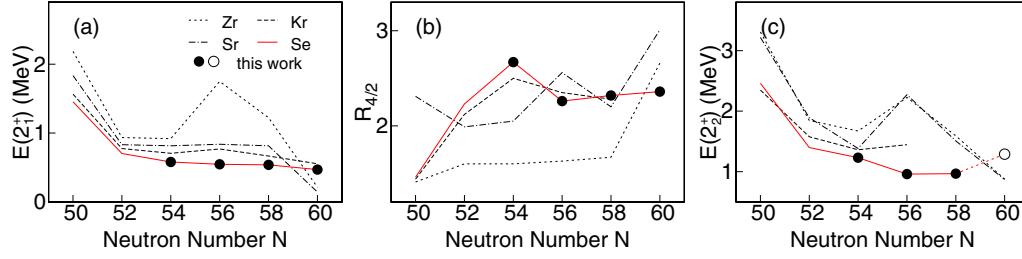 (a)
Zr
Kr
Sr
Se
this work
E(2₁⁺) (MeV)
2
1
0
50 52 54 56 58 60
Neutron Number N
(b)
R₄/₂
4
3
2
50 52 54 56 58 60
Neutron Number N
(c)
E(2₂⁺) (MeV)
3
2
1
50 52 54 56 58 60
Neutron Number N